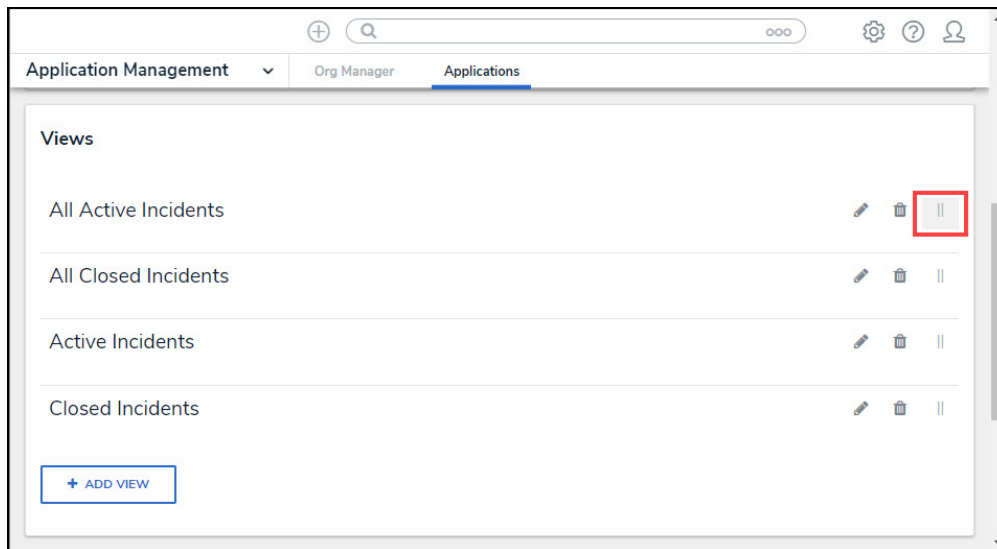 Application Management Org Manager Applications
Views
All Active Incidents
All Closed Incidents
Active Incidents
Closed Incidents
+ ADD VIEW